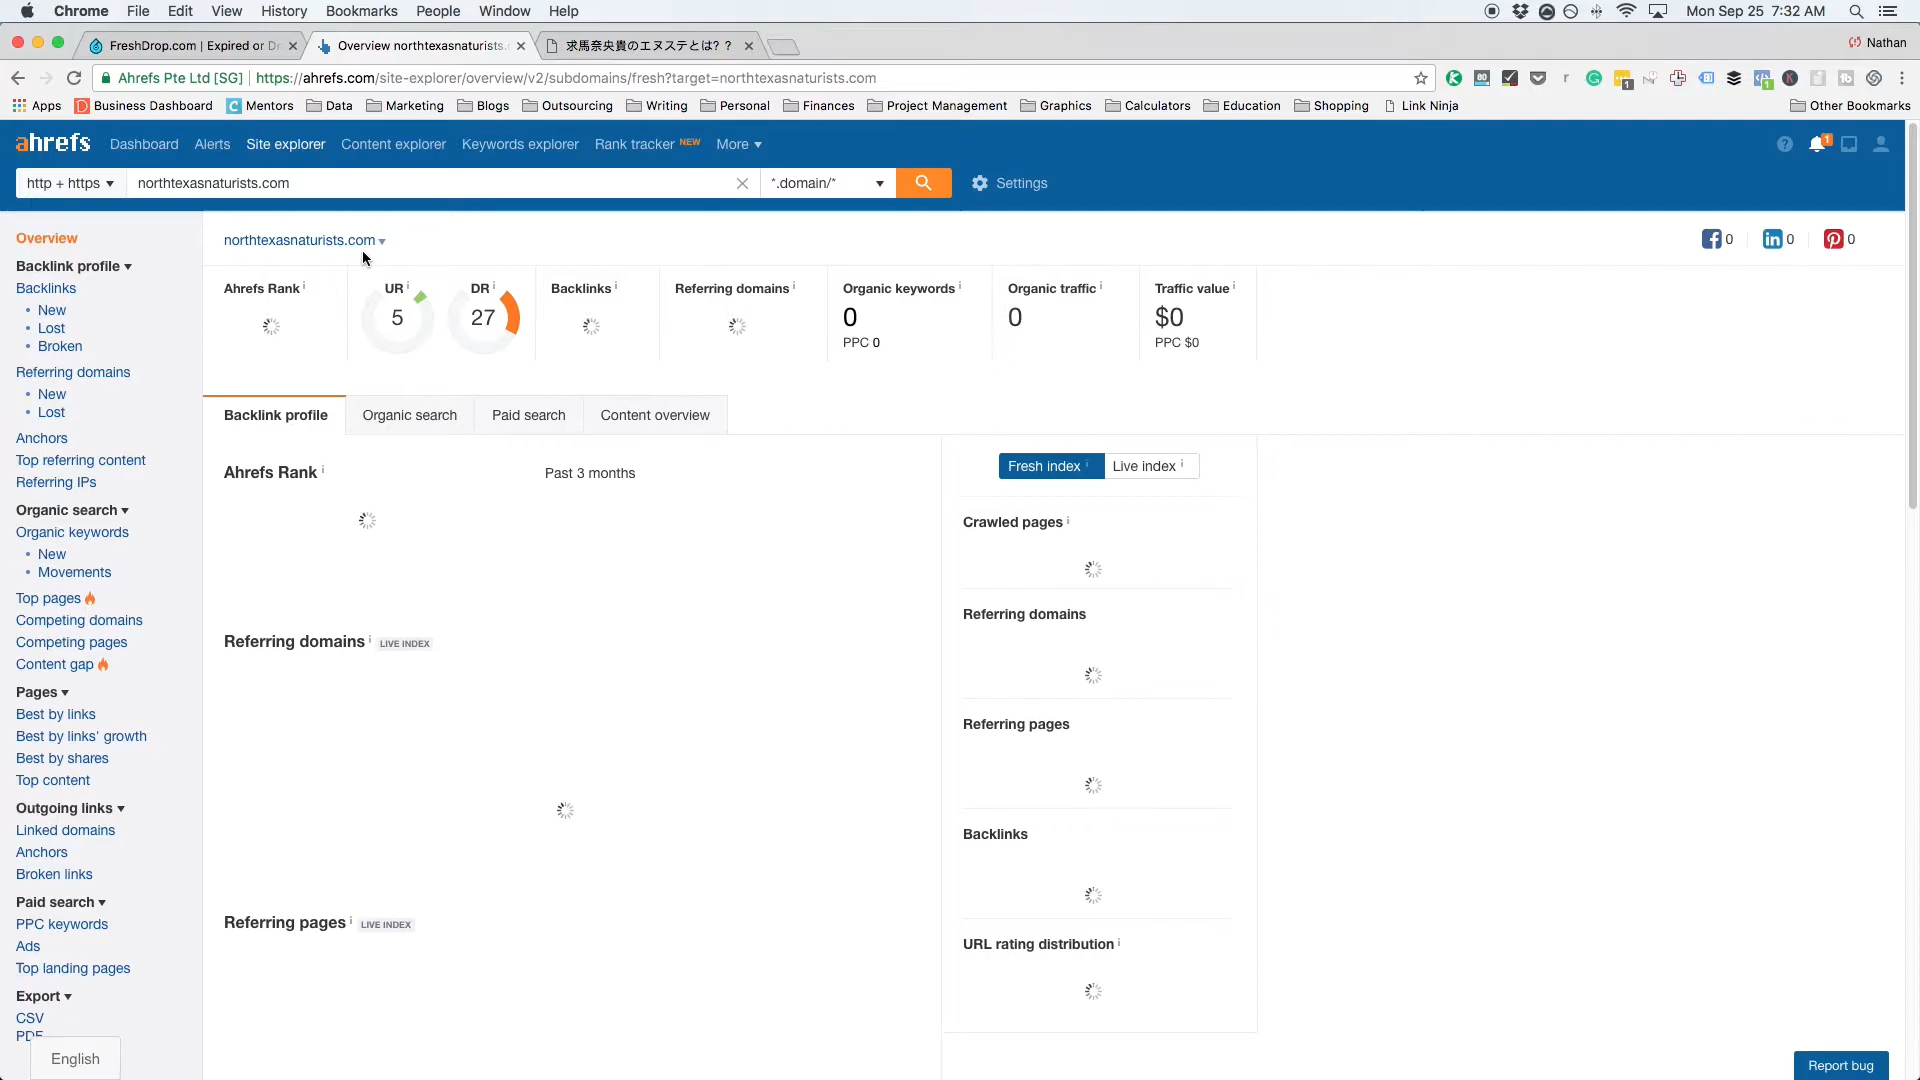 Chrome File Edit View History Bookmarks People Window Help
Mon Sep 25 7:32 AM
FreshDrop.com | Expired or Dr
Overview northtexasnaturists.
求馬奈央貴のエヌステとは? ?
Nathan
Ahrefs Pte Ltd [SG] https://ahrefs.com/site-explorer/overview/v2/subdomains/fresh?target=northtexasnaturists.com
Apps Business Dashboard Mentors Data Marketing Blogs Outsourcing Writing Personal Finances Project Management Graphics Calculators Education Shopping Link Ninja Other Bookmarks
ahrefs Dashboard Alerts Site explorer Content explorer Keywords explorer Rank tracker NEW More
1
http + https northtexasnaturists.com *.domain/* Settings
Overview
Backlink profile
Backlinks
New
Lost
Broken
Referring domains
New
Lost
Anchors
Top referring content
Referring IPs
Organic search
Organic keywords
New
Movements
Top pages
Competing domains
Competing pages
Content gap
Pages
Best by links
Best by links' growth
Best by shares
Top content
Outgoing links
Linked domains
Anchors
Broken links
Paid search
PPC keywords
Ads
Top landing pages
Export
CSV
PDF
English
northtexasnaturists.com
0 0 0
Ahrefs Rank
UR
5
DR
27
Backlinks
Referring domains
Organic keywords
0
PPC 0
Organic traffic
0
Traffic value
$0
PPC $0
Backlink profile Organic search Paid search Content overview
Ahrefs Rank Past 3 months
Referring domains LIVE INDEX
Referring pages LIVE INDEX
Fresh index Live index
Crawled pages
Referring domains
Referring pages
Backlinks
URL rating distribution
Report bug